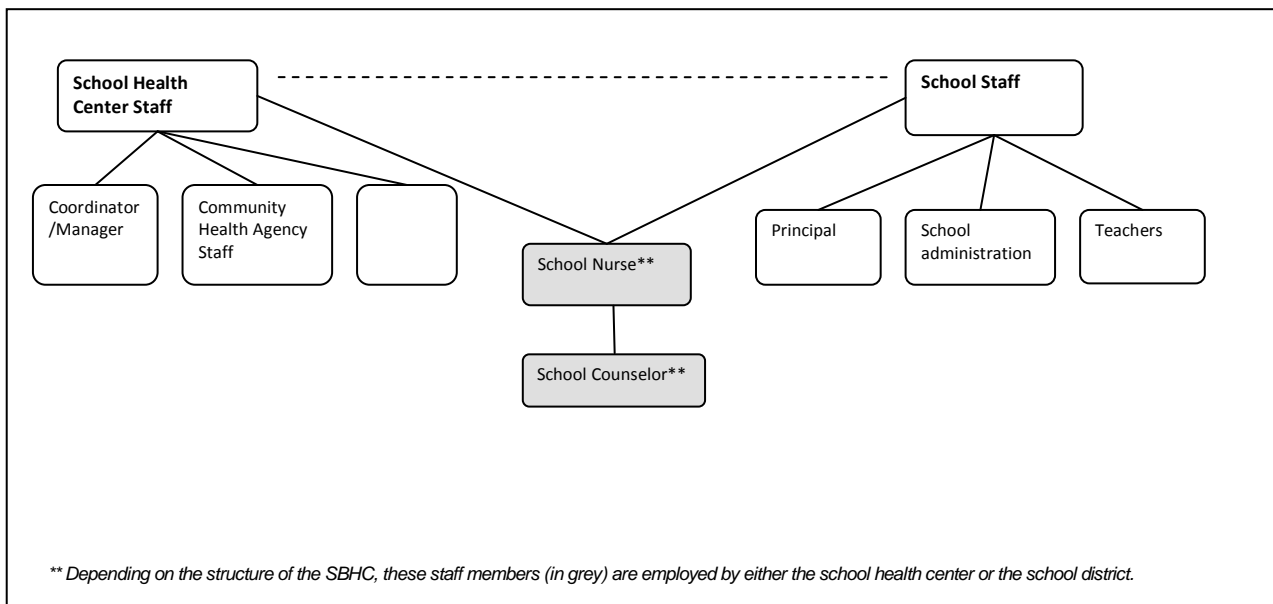 School Health
Center Staff
School Staff
Coordinator
/Manager
Community
Health Agency
Staff
Principal
School
administration
Teachers
School Nurse**
School Counselor**
** Depending on the structure of the SBHC, these staff members (in grey) are employed by either the school health center or the school district.